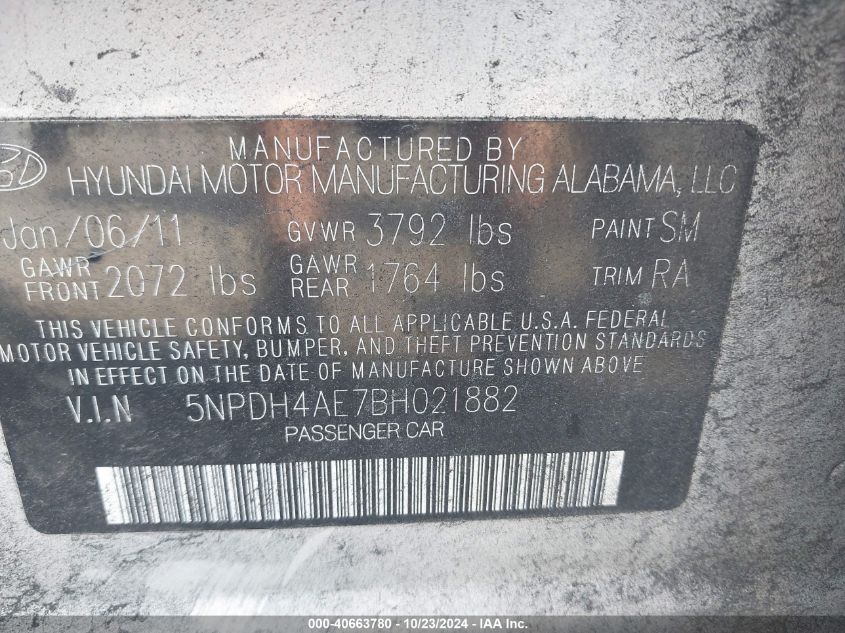 MANUFACTURED BY
HYUNDAI MOTOR MANUFACTURING ALABAMA, LLC
Jan/06/11 GVWR 3792 lbs PAINT SM
GAWR FRONT 2072 lbs GAWR REAR 1764 lbs TRIM RA
THIS VEHICLE CONFORMS TO ALL APPLICABLE U.S.A. FEDERAL
MOTOR VEHICLE SAFETY, BUMPER, AND THEFT PREVENTION STANDARDS
IN EFFECT ON THE DATE OF MANUFACTURE SHOWN ABOVE
V.I.N 5NPDH4AE7BH021882
PASSENGER CAR
000-40663780 - 10/23/2024 - IAA Inc.